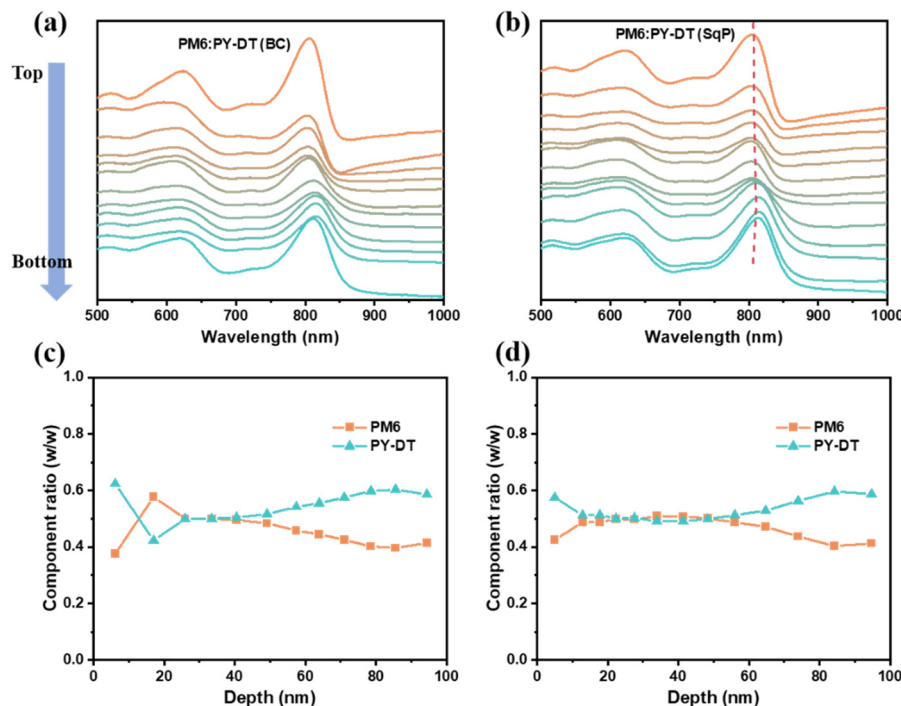 (a)
PM6:PY-DT (BC)
Top
Bottom
500 600 700 800 900 1000
Wavelength (nm)
(b)
PM6:PY-DT (SqP)
500 600 700 800 900 1000
Wavelength (nm)
(c)
Component ratio (w/w)
1.0
0.8
0.6
0.4
0.2
0.0
PM6
PY-DT
0 20 40 60 80 100
Depth (nm)
(d)
Component ratio (w/w)
1.0
0.8
0.6
0.4
0.2
0.0
PM6
PY-DT
0 20 40 60 80 100
Depth (nm)